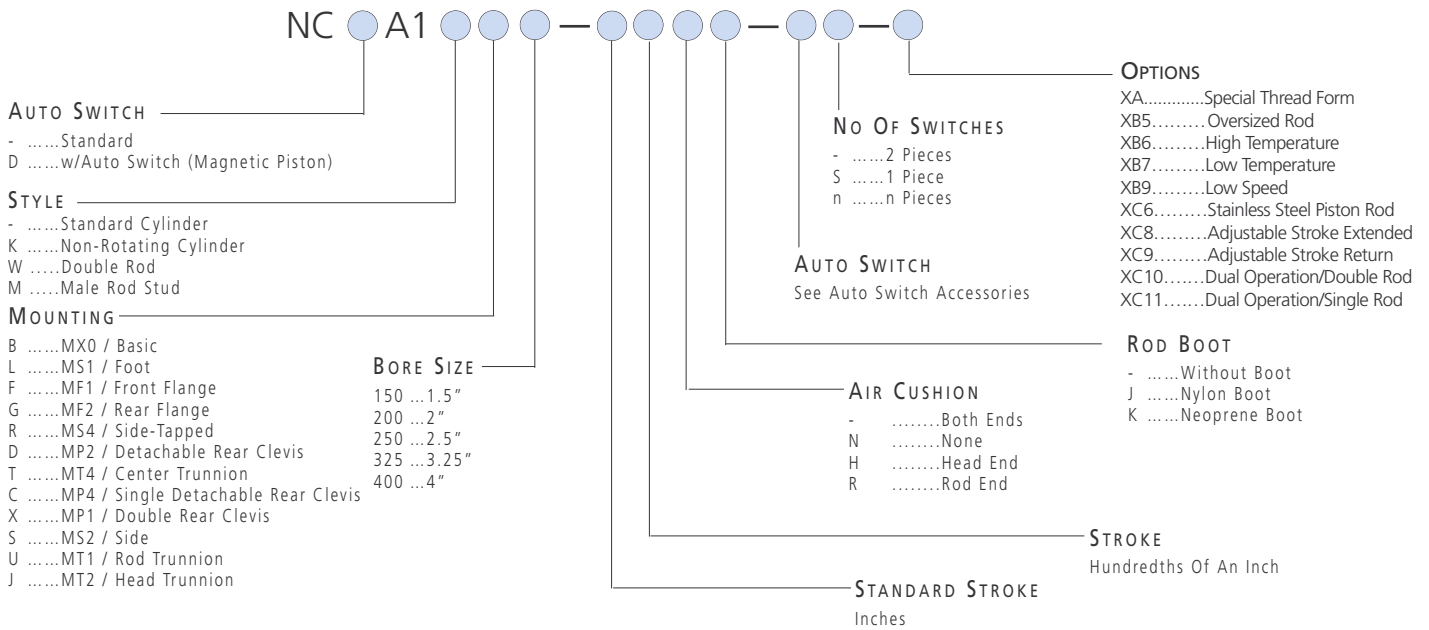 NC A1 — — —
AUTO SWITCH
- ......Standard
D ......w/Auto Switch (Magnetic Piston)
STYLE
- ......Standard Cylinder
K ......Non-Rotating Cylinder
W .....Double Rod
M .....Male Rod Stud
MOUNTING
B ......MX0 / Basic
L ......MS1 / Foot
F ......MF1 / Front Flange
G ......MF2 / Rear Flange
R ......MS4 / Side-Tapped
D ......MP2 / Detachable Rear Clevis
T ......MT4 / Center Trunnion
C ......MP4 / Single Detachable Rear Clevis
X ......MP1 / Double Rear Clevis
S ......MS2 / Side
U ......MT1 / Rod Trunnion
J ......MT2 / Head Trunnion
BORE SIZE
150 ...1.5"
200 ...2"
250 ...2.5"
325 ...3.25"
400 ...4"
STANDARD STROKE
Inches
STROKE
Hundredths Of An Inch
AIR CUSHION
- ........Both Ends
N ........None
H ........Head End
R ........Rod End
ROD BOOT
- ......Without Boot
J ......Nylon Boot
K ......Neoprene Boot
AUTO SWITCH
See Auto Switch Accessories
NO OF SWITCHES
- ......2 Pieces
S ......1 Piece
n ......n Pieces
OPTIONS
XA.............Special Thread Form
XB5.........Oversized Rod
XB6.........High Temperature
XB7.........Low Temperature
XB9.........Low Speed
XC6.........Stainless Steel Piston Rod
XC8.........Adjustable Stroke Extended
XC9.........Adjustable Stroke Return
XC10.......Dual Operation/Double Rod
XC11.......Dual Operation/Single Rod